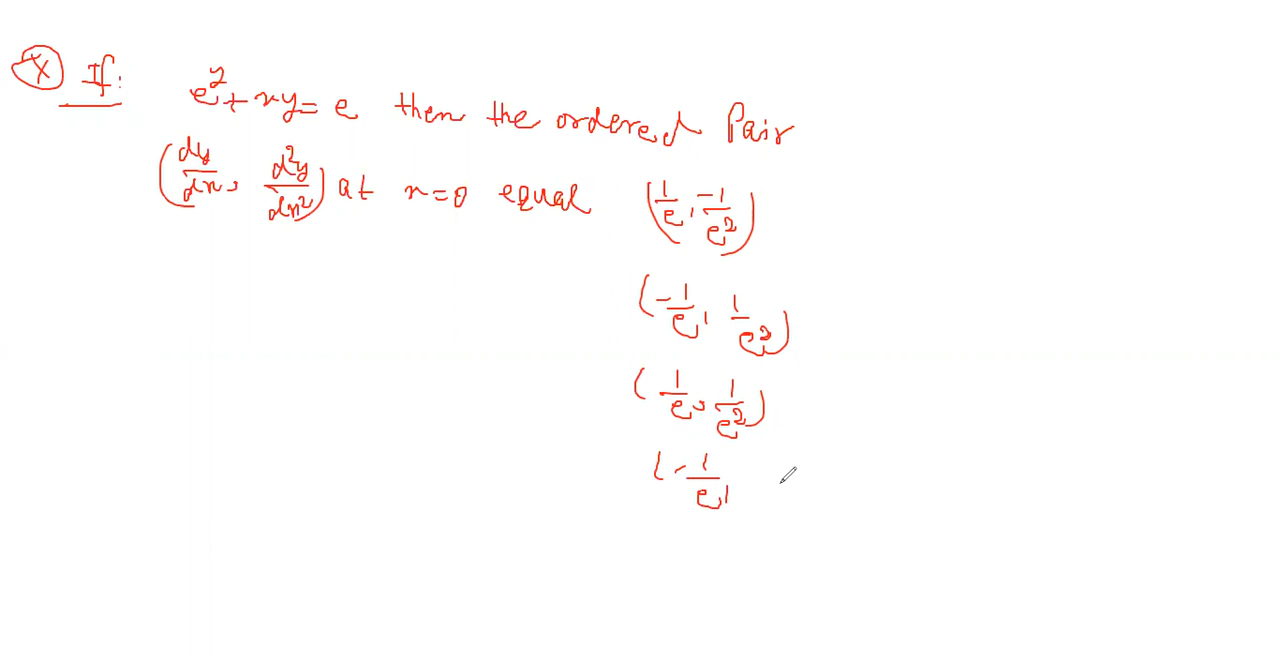 X If: e^y + xy = e then the ordered Pair
(dy/dx, d²y/dx²) at x=0 equal (1/e, -1/e²)
(-1/e, 1/e²)
(1/e, 1/e²)
(-1/e,